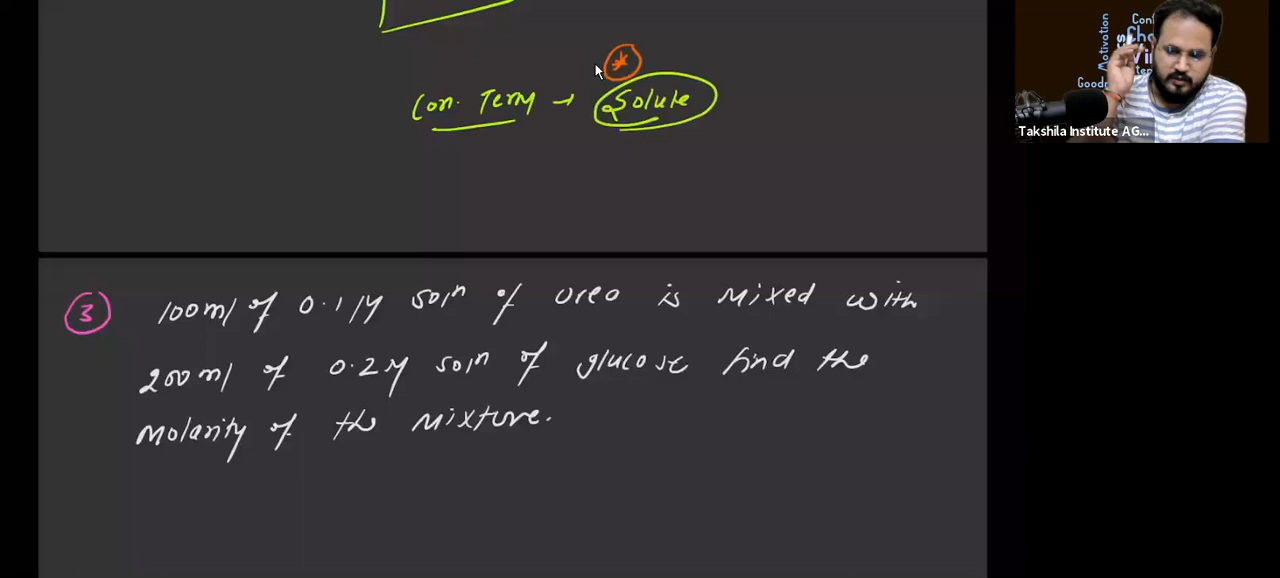 Con. Term → Solute
③ 100ml of 0.1M soln of urea is mixed with
200ml of 0.2M soln of glucose find the
molarity of the mixture.
Motivation
Takshila Institute AG...